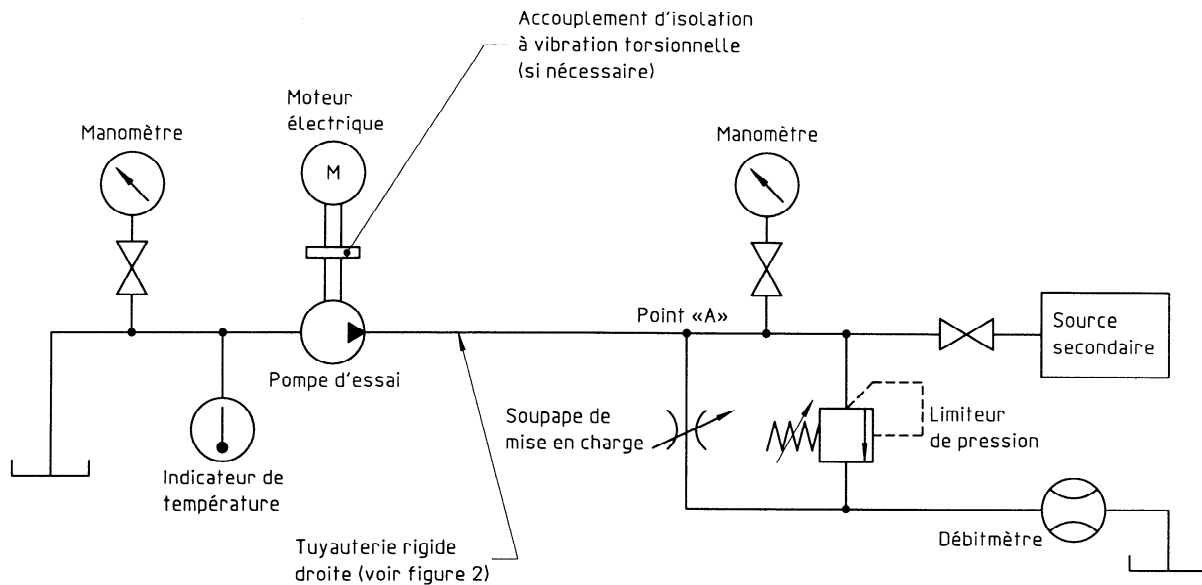 Accouplement d'isolation
à vibration torsionnelle
(si nécessaire)
Moteur
électrique
Manomètre
M
Manomètre
Point «A»
Source
secondaire
Pompe d'essai
Soupape de
mise en charge
Limiteur
de pression
Indicateur de
température
Débitmètre
Tuyauterie rigide
droite (voir figure 2)